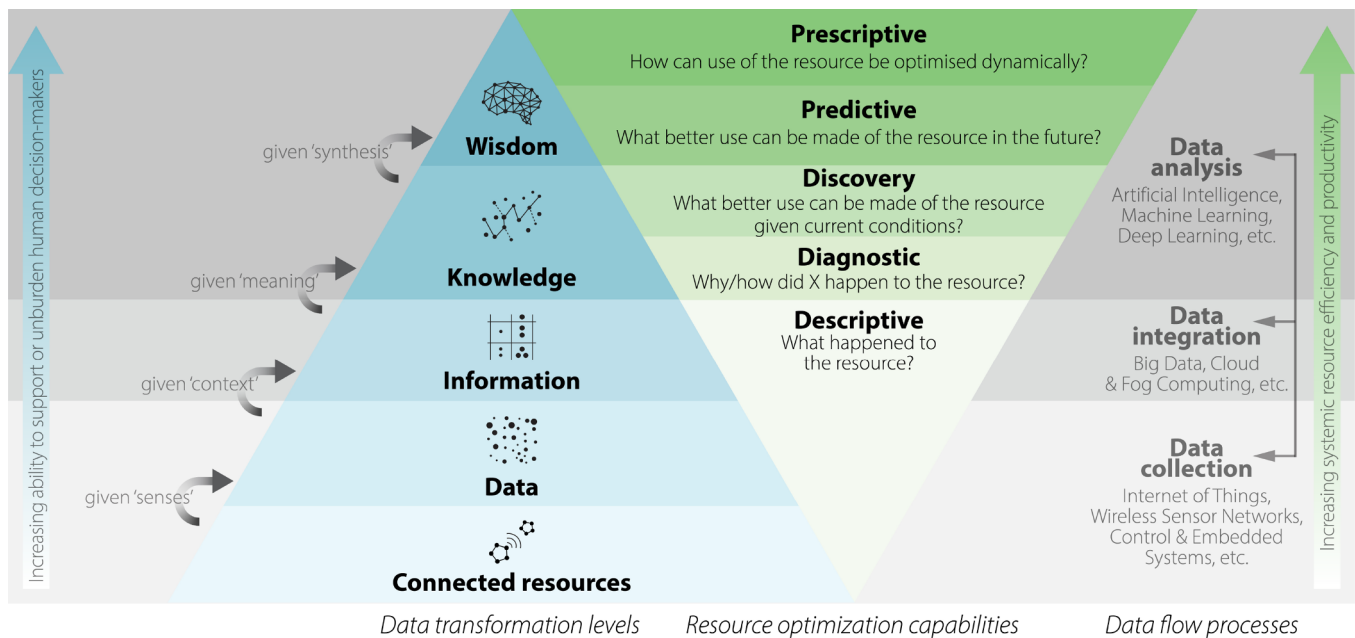 Increasing ability to support or unburden human decision-makers
given 'synthesis'
given 'meaning'
given 'context'
given 'senses'
Wisdom
Knowledge
Information
Data
Connected resources
Prescriptive
How can use of the resource be optimised dynamically?
Predictive
What better use can be made of the resource in the future?
Discovery
What better use can be made of the resource
given current conditions?
Diagnostic
Why/how did X happen to the resource?
Descriptive
What happened to
the resource?
Data
analysis
Artificial Intelligence,
Machine Learning,
Deep Learning, etc.
Data
integration
Big Data, Cloud
& Fog Computing, etc.
Data
collection
Internet of Things,
Wireless Sensor Networks,
Control & Embedded
Systems, etc.
Increasing systemic resource efficiency and productivity
Data transformation levels
Resource optimization capabilities
Data flow processes